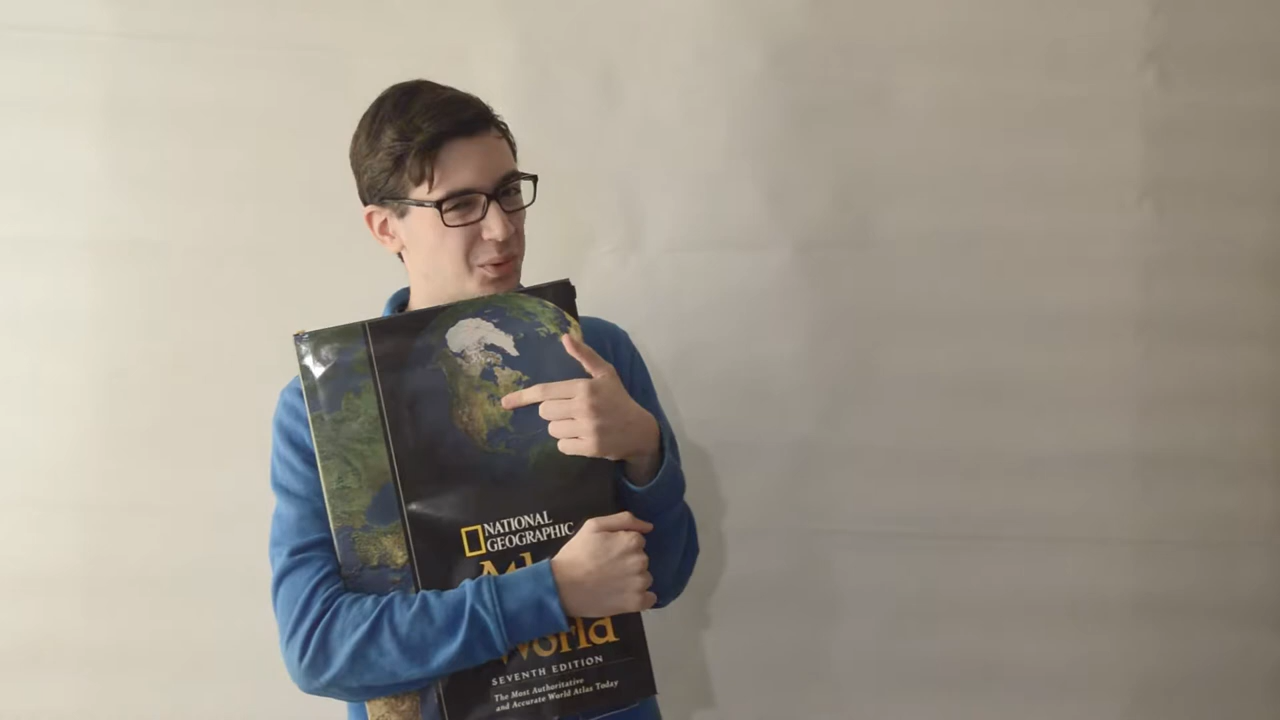 NATIONAL
GEOGRAPHIC
World
SEVENTH EDITION
The Most Authoritative
and Accurate World Atlas Today